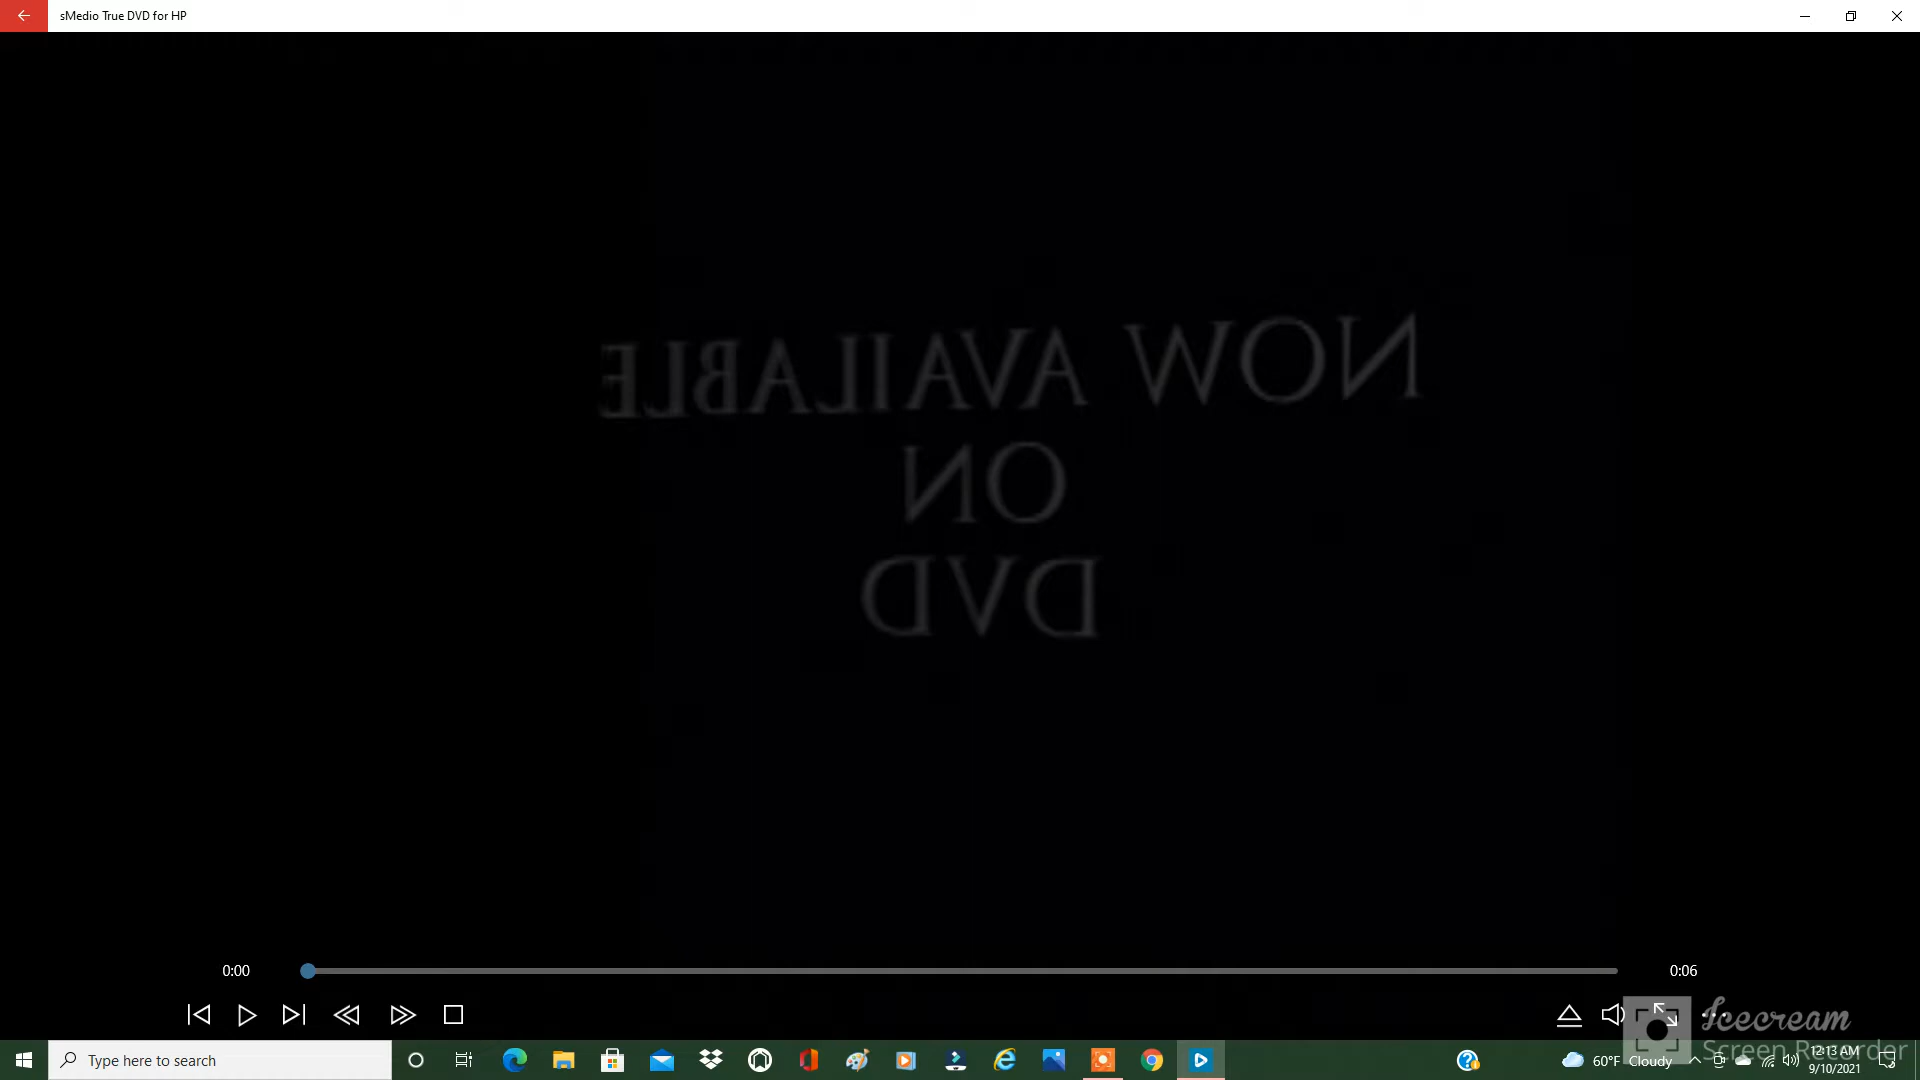 sMedio True DVD for HP
NOW AVAILABLE
ON
DVD
0:00
0:06
Icecream
Screen Recorder
Type here to search
60°F Cloudy
12:13 AM
9/10/2021